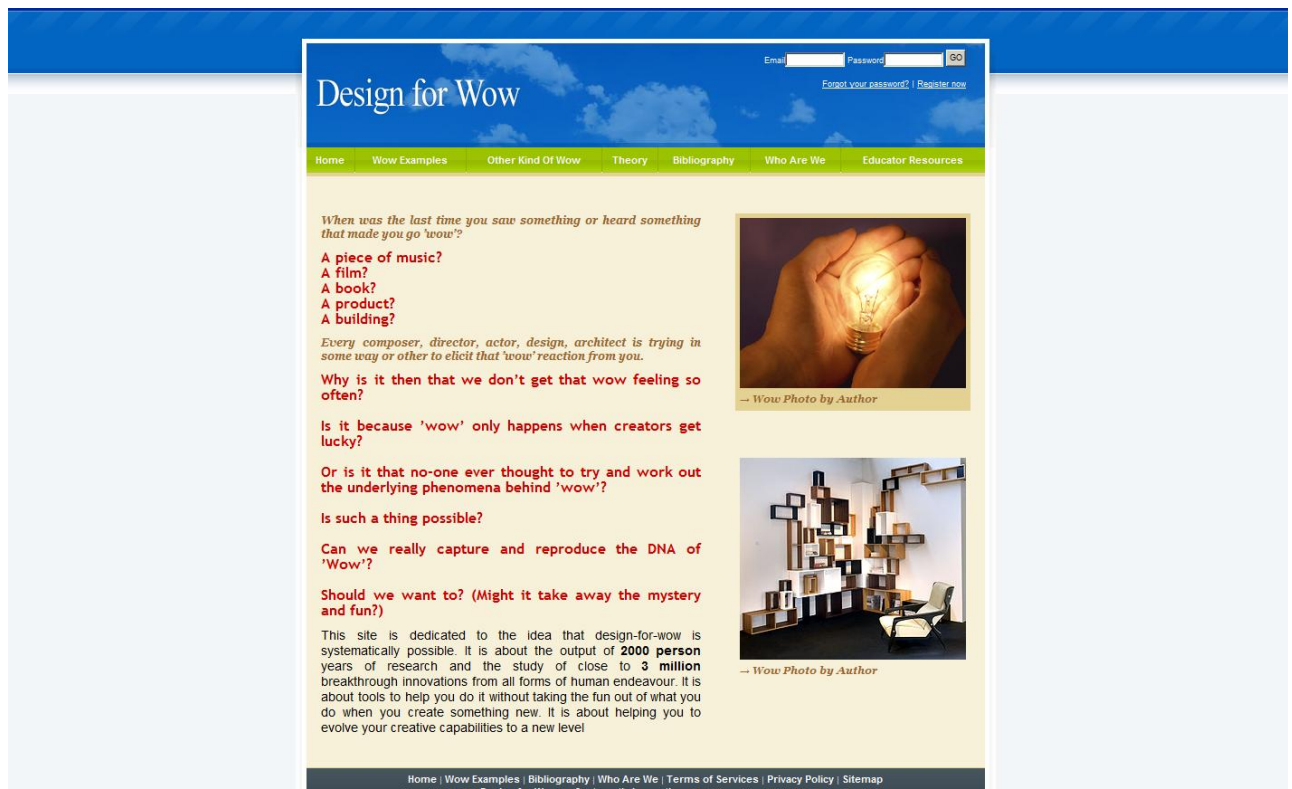 Email Password GO
Forgot your password? | Register now
Design for Wow
Home Wow Examples Other Kind Of Wow Theory Bibliography Who Are We Educator Resources
When was the last time you saw something or heard something
that made you go 'wow'?
A piece of music?
A film?
A book?
A product?
A building?
Every composer, director, actor, design, architect is trying in
some way or other to elicit that 'wow' reaction from you.
Why is it then that we don't get that wow feeling so
often?
Is it because 'wow' only happens when creators get
lucky?
Or is it that no-one ever thought to try and work out
the underlying phenomena behind 'wow'?
Is such a thing possible?
Can we really capture and reproduce the DNA of
'Wow'?
Should we want to? (Might it take away the mystery
and fun?)
This site is dedicated to the idea that design-for-wow is
systematically possible. It is about the output of 2000 person
years of research and the study of close to 3 million
breakthrough innovations from all forms of human endeavour. It is
about tools to help you do it without taking the fun out of what you
do when you create something new. It is about helping you to
evolve your creative capabilities to a new level
→ Wow Photo by Author
→ Wow Photo by Author
Home | Wow Examples | Bibliography | Who Are We | Terms of Services | Privacy Policy | Sitemap